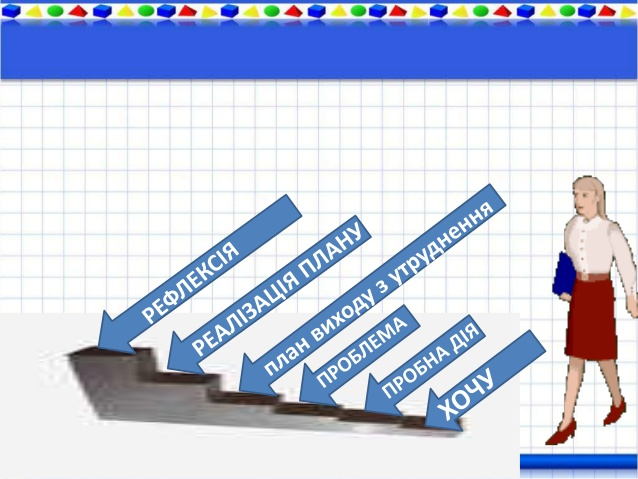 РЕФЛЕКСІЯ
РЕАЛІЗАЦІЯ ПЛАНУ
план виходу з утруднення
ПРОБЛЕМА
ПРОБНА ДІЯ
ХОЧУ